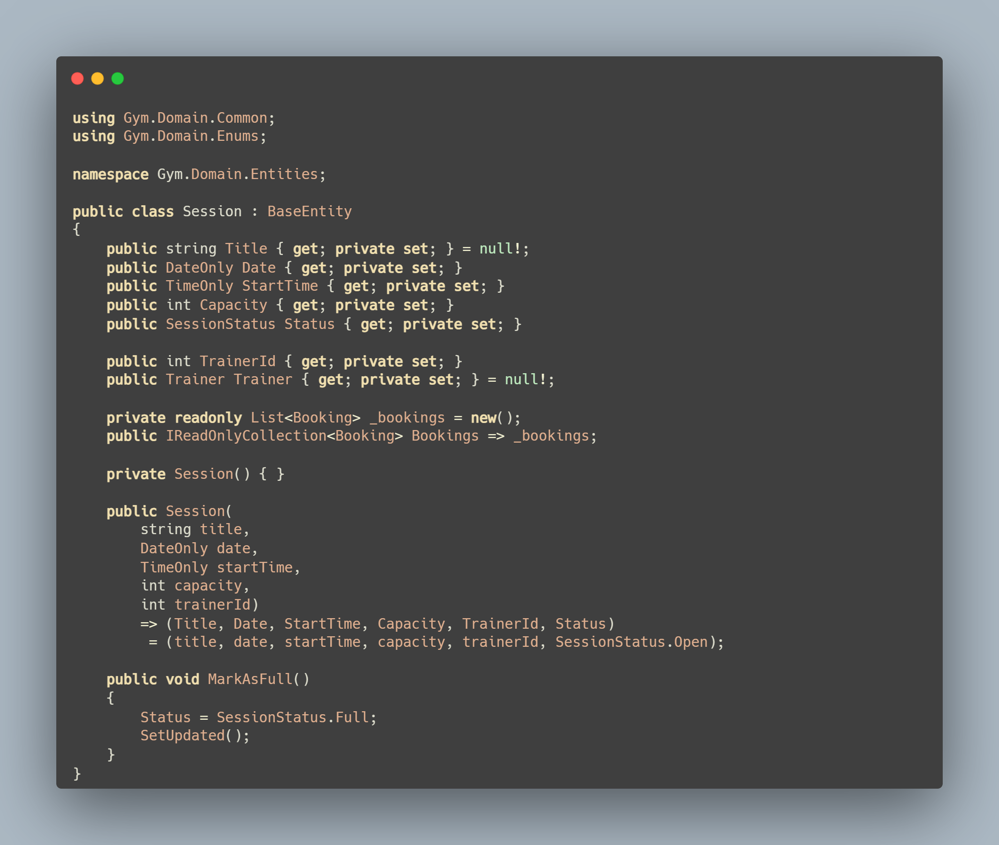 using Gym.Domain.Common;
using Gym.Domain.Enums;

namespace Gym.Domain.Entities;

public class Session : BaseEntity
{
    public string Title { get; private set; } = null!;
    public DateOnly Date { get; private set; }
    public TimeOnly StartTime { get; private set; }
    public int Capacity { get; private set; }
    public SessionStatus Status { get; private set; }

    public int TrainerId { get; private set; }
    public Trainer Trainer { get; private set; } = null!;

    private readonly List<Booking> _bookings = new();
    public IReadOnlyCollection<Booking> Bookings => _bookings;

    private Session() { }

    public Session(
        string title,
        DateOnly date,
        TimeOnly startTime,
        int capacity,
        int trainerId)
        => (Title, Date, StartTime, Capacity, TrainerId, Status)
         = (title, date, startTime, capacity, trainerId, SessionStatus.Open);

    public void MarkAsFull()
    {
        Status = SessionStatus.Full;
        SetUpdated();
    }
}